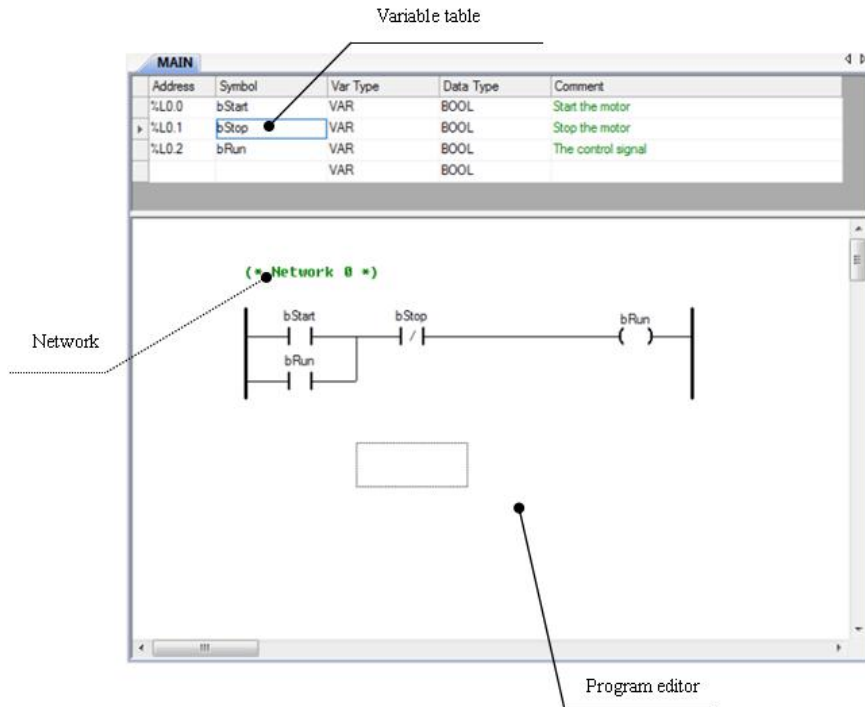 Variable table
MAIN
Address Symbol Var Type Data Type Comment
%L0.0 bStart VAR BOOL Start the motor
%L0.1 bStop VAR BOOL Stop the motor
%L0.2 bRun VAR BOOL The control signal
VAR BOOL
(* Network 0 *)
bStart bStop bRun
Network
bRun
Program editor